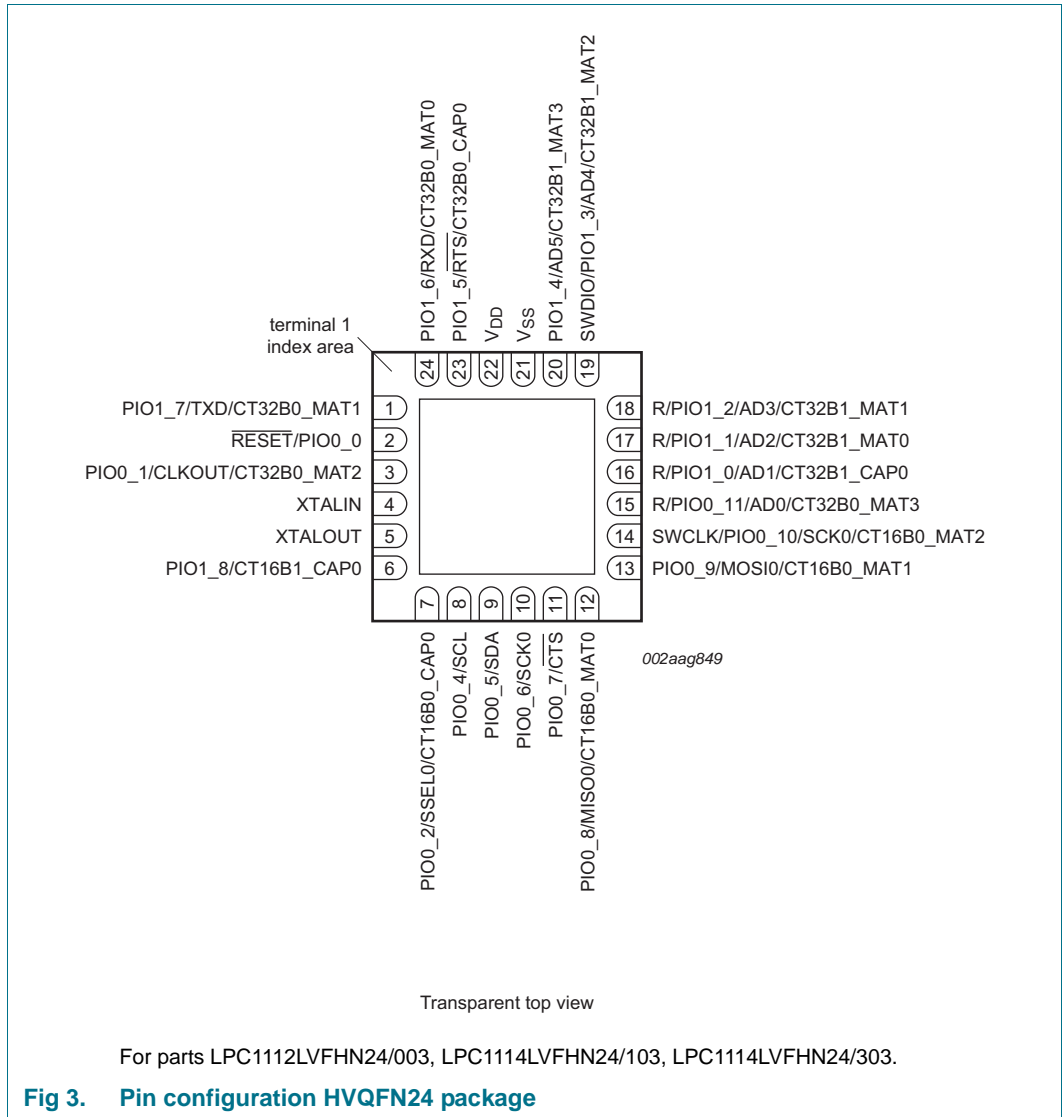 PIO1_6/RXD/CT32B0_MAT0
PIO1_5/RTS/CT32B0_CAP0
VDD
VSS
PIO1_4/AD5/CT32B1_MAT3
SWDIO/PIO1_3/AD4/CT32B1_MAT2
terminal 1
index area
24
23
22
21
20
19
PIO1_7/TXD/CT32B0_MAT1 1
RESET/PIO0_0 2
PIO0_1/CLKOUT/CT32B0_MAT2 3
XTALIN 4
XTALOUT 5
PIO1_8/CT16B1_CAP0 6
18 R/PIO1_2/AD3/CT32B1_MAT1
17 R/PIO1_1/AD2/CT32B1_MAT0
16 R/PIO1_0/AD1/CT32B1_CAP0
15 R/PIO0_11/AD0/CT32B0_MAT3
14 SWCLK/PIO0_10/SCK0/CT16B0_MAT2
13 PIO0_9/MOSI0/CT16B0_MAT1
7
8
9
10
11
12
PIO0_2/SSEL0/CT16B0_CAP0
PIO0_4/SCL
PIO0_5/SDA
PIO0_6/SCK0
PIO0_7/CTS
PIO0_8/MISO0/CT16B0_MAT0
002aag849
Transparent top view
For parts LPC1112LVFHN24/003, LPC1114LVFHN24/103, LPC1114LVFHN24/303.
Fig 3. Pin configuration HVQFN24 package